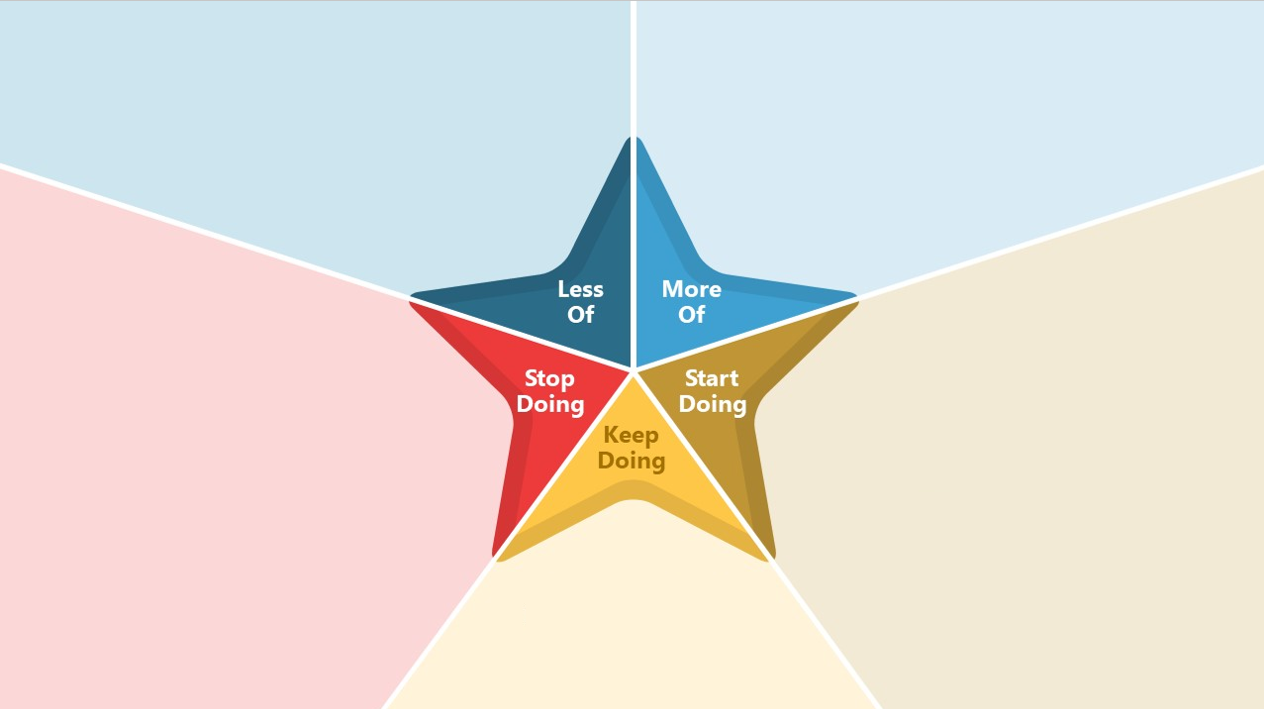 Less
Of
More
Of
Stop
Doing
Start
Doing
Keep
Doing